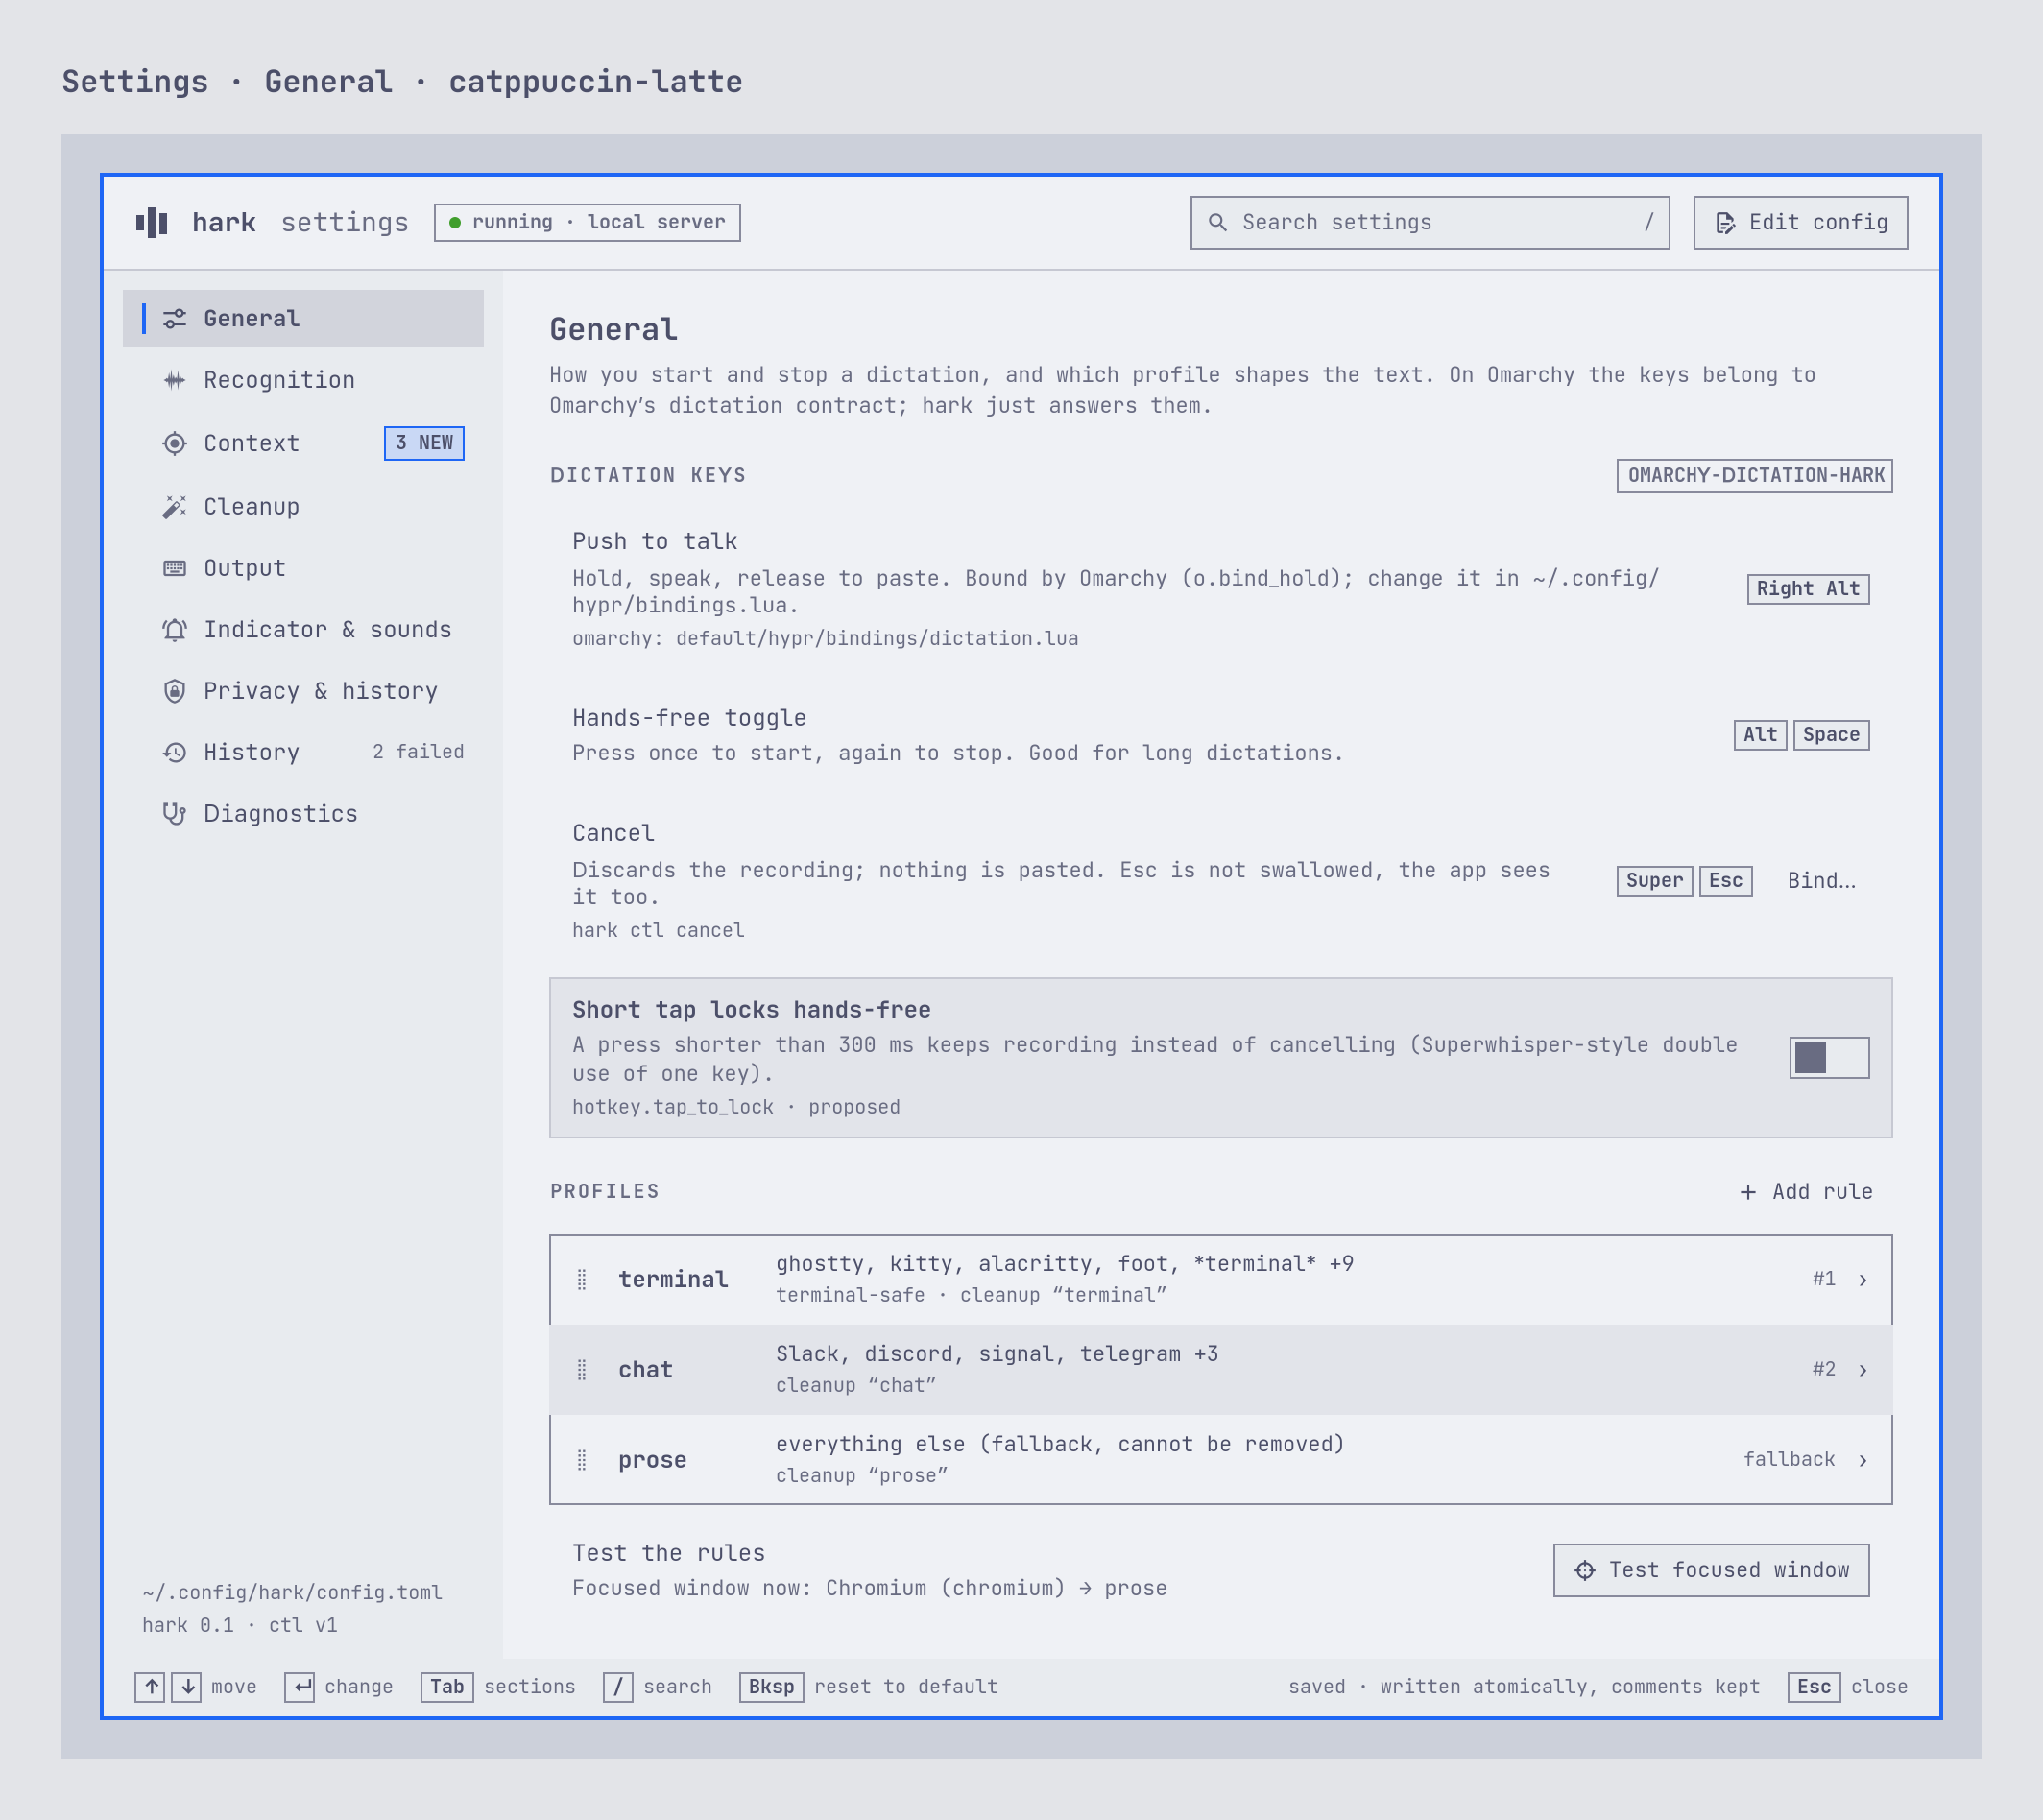 Settings · General · catppuccin-latte
hark settings
running · local server
Search settings /
Edit config
General
Recognition
Context 3 NEW
Cleanup
Output
Indicator & sounds
Privacy & history
History 2 failed
Diagnostics
~/.config/hark/config.toml
hark 0.1 · ctl v1
General
How you start and stop a dictation, and which profile shapes the text. On Omarchy the keys belong to
Omarchy’s dictation contract; hark just answers them.
DICTATION KEYS
OMARCHY-DICTATION-HARK
Push to talk
Hold, speak, release to paste. Bound by Omarchy (o.bind_hold); change it in ~/.config/
hypr/bindings.lua.
omarchy: default/hypr/bindings/dictation.lua
Right Alt
Hands-free toggle
Press once to start, again to stop. Good for long dictations.
Alt Space
Cancel
Discards the recording; nothing is pasted. Esc is not swallowed, the app sees
it too.
hark ctl cancel
Super Esc Bind…
Short tap locks hands-free
A press shorter than 300 ms keeps recording instead of cancelling (Superwhisper-style double
use of one key).
hotkey.tap_to_lock · proposed
PROFILES
+ Add rule
terminal
ghostty, kitty, alacritty, foot, *terminal* +9
terminal-safe · cleanup “terminal”
#1 ›
chat
Slack, discord, signal, telegram +3
cleanup “chat”
#2 ›
prose
everything else (fallback, cannot be removed)
cleanup “prose”
fallback ›
Test the rules
Focused window now: Chromium (chromium) → prose
Test focused window
↑ ↓ move ↵ change Tab sections / search Bksp reset to default
saved · written atomically, comments kept Esc close